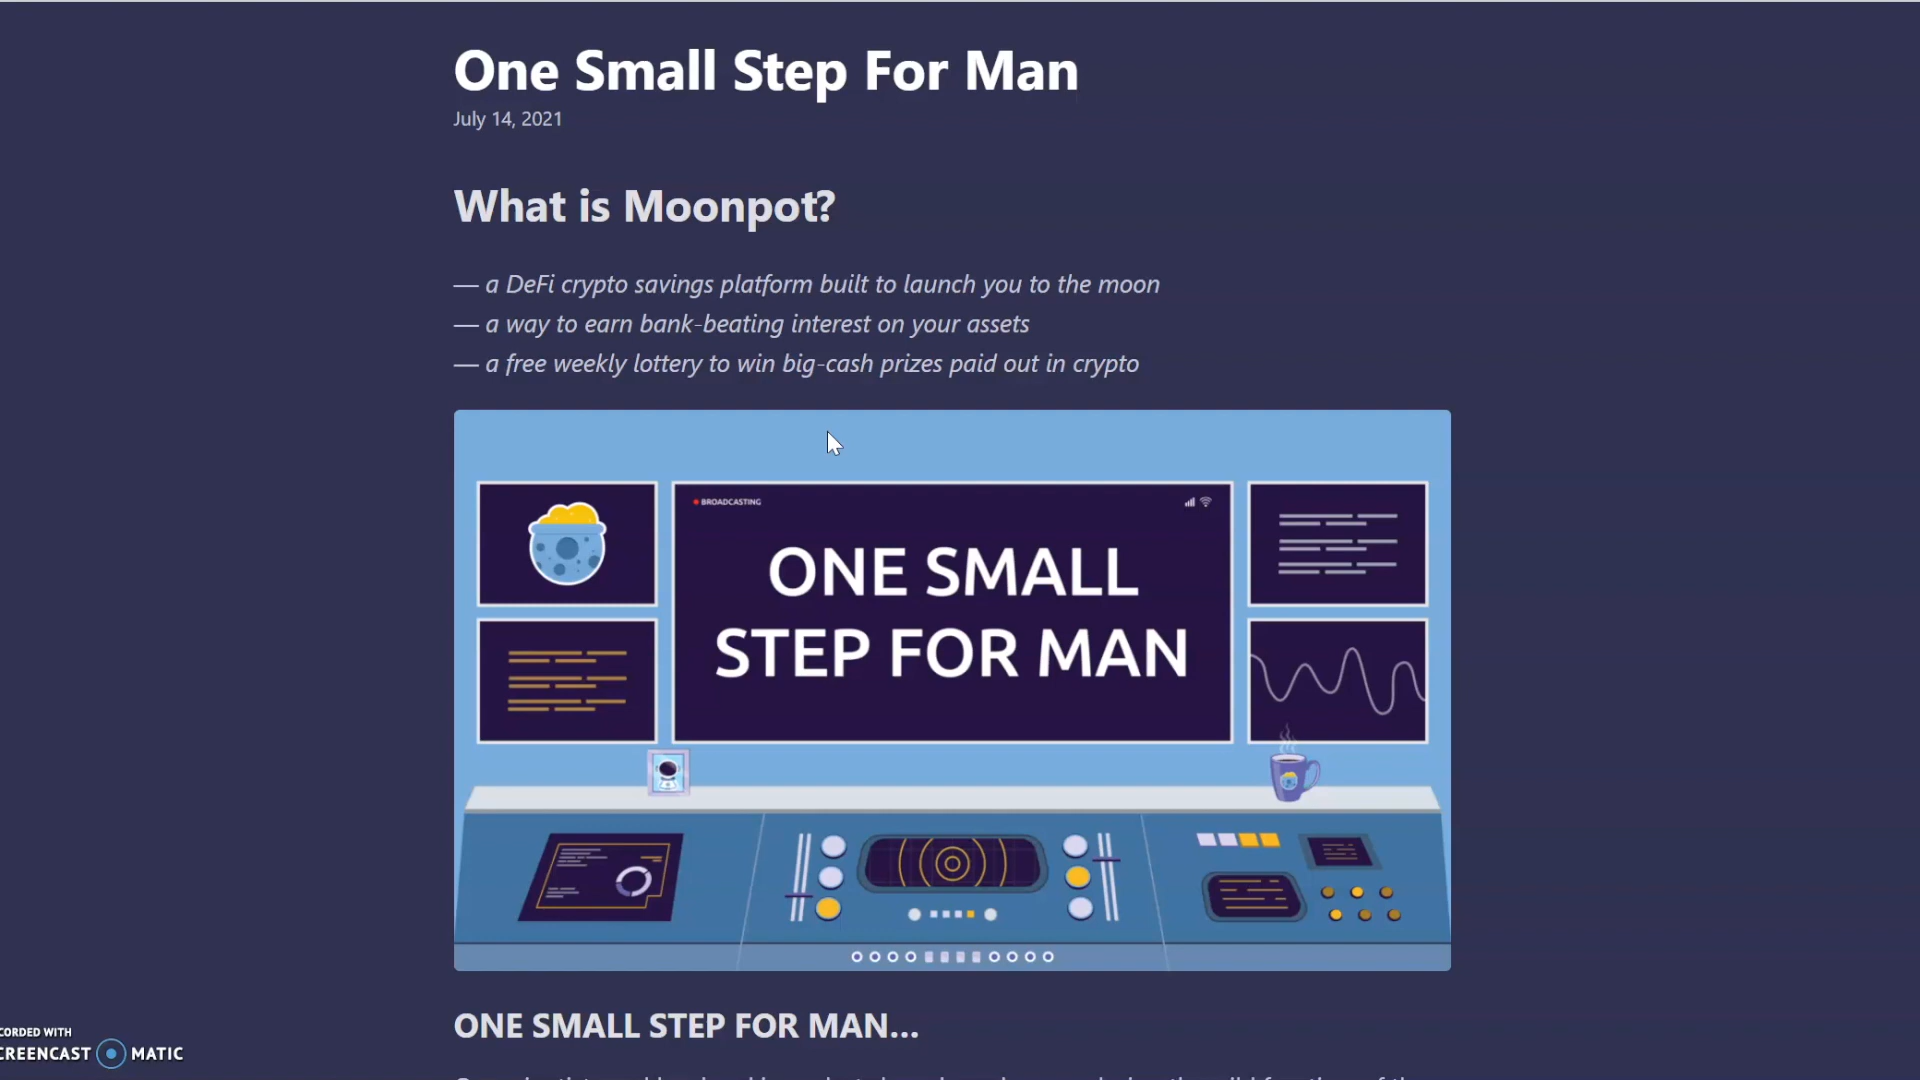 One Small Step For Man
July 14, 2021
What is Moonpot?
— a DeFi crypto savings platform built to launch you to the moon
— a way to earn bank-beating interest on your assets
— a free weekly lottery to win big-cash prizes paid out in crypto
BROADCASTING
ONE SMALL
STEP FOR MAN
ONE SMALL STEP FOR MAN...
CORDED WITH
CREENCAST MATIC